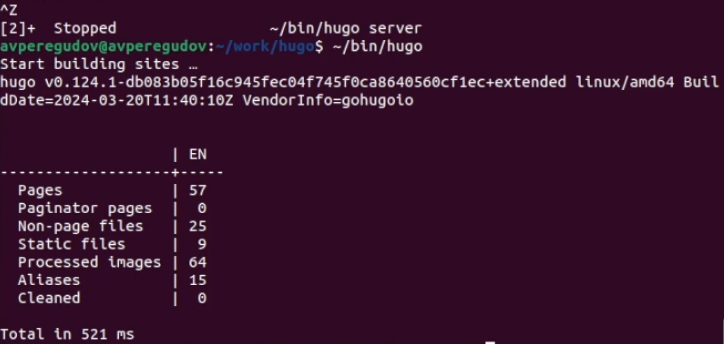 ^Z
[2]+  Stopped                 ~/bin/hugo server
avperegudov@avperegudov:~/work/hugo$ ~/bin/hugo
Start building sites …
hugo v0.124.1-db083b05f16c945fec04f745f0ca8640560cf1ec+extended linux/amd64 Buil
dDate=2024-03-20T11:40:10Z VendorInfo=gohugoio

                   | EN
-------------------+-----
  Pages            | 57
  Paginator pages  |  0
  Non-page files   | 25
  Static files     |  9
  Processed images | 64
  Aliases          | 15
  Cleaned          |  0

Total in 521 ms